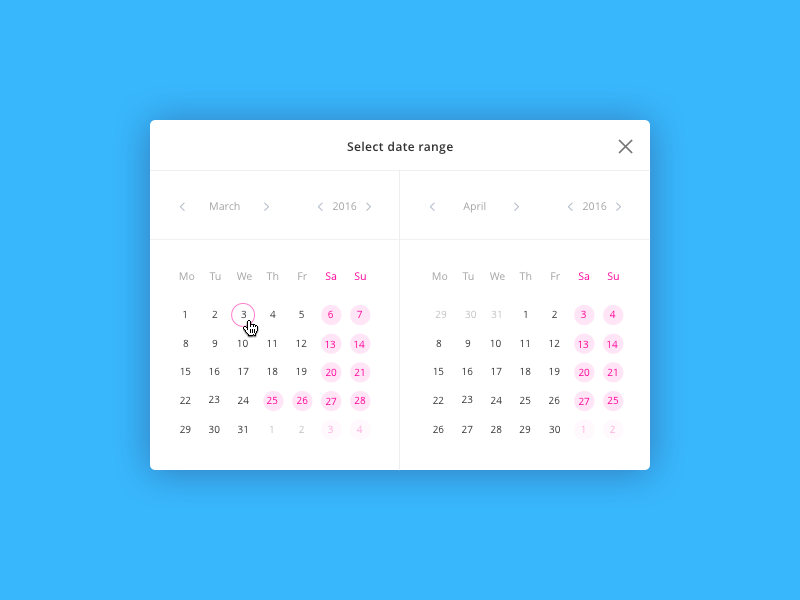 Select date range
March 2016
Mo Tu We Th Fr Sa Su
1 2 3 4 5 6 7
8 9 10 11 12 13 14
15 16 17 18 19 20 21
22 23 24 25 26 27 28
29 30 31 1 2 3 4
April 2016
Mo Tu We Th Fr Sa Su
29 30 31 1 2 3 4
8 9 10 11 12 13 14
15 16 17 18 19 20 21
22 23 24 25 26 27 25
26 27 28 29 30 1 2